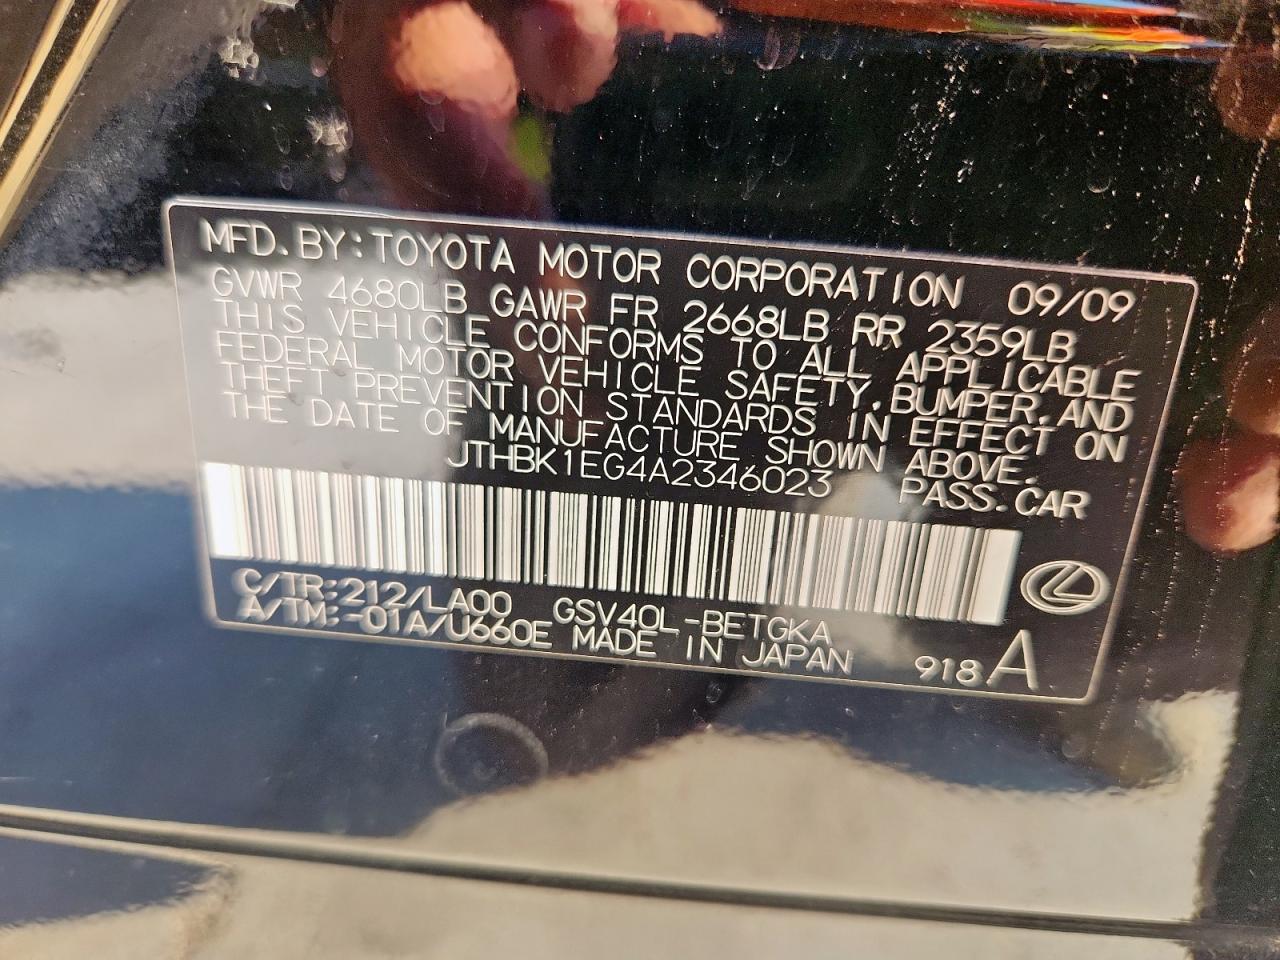 MFD.BY:TOYOTA MOTOR CORPORATION 09/09
GVWR 4680LB GAWR FR 2668LB RR 2359LB
THIS VEHICLE CONFORMS TO ALL APPLICABLE
FEDERAL MOTOR VEHICLE SAFETY,BUMPER,AND
THEFT PREVENTION STANDARDS IN EFFECT ON
THE DATE OF MANUFACTURE SHOWN ABOVE.
JTHBK1EG4A2346023 PASS.CAR
C/TR:212/LA00 GSV40L-BETGKA
A/TM:-01A/U660E MADE IN JAPAN 918 A